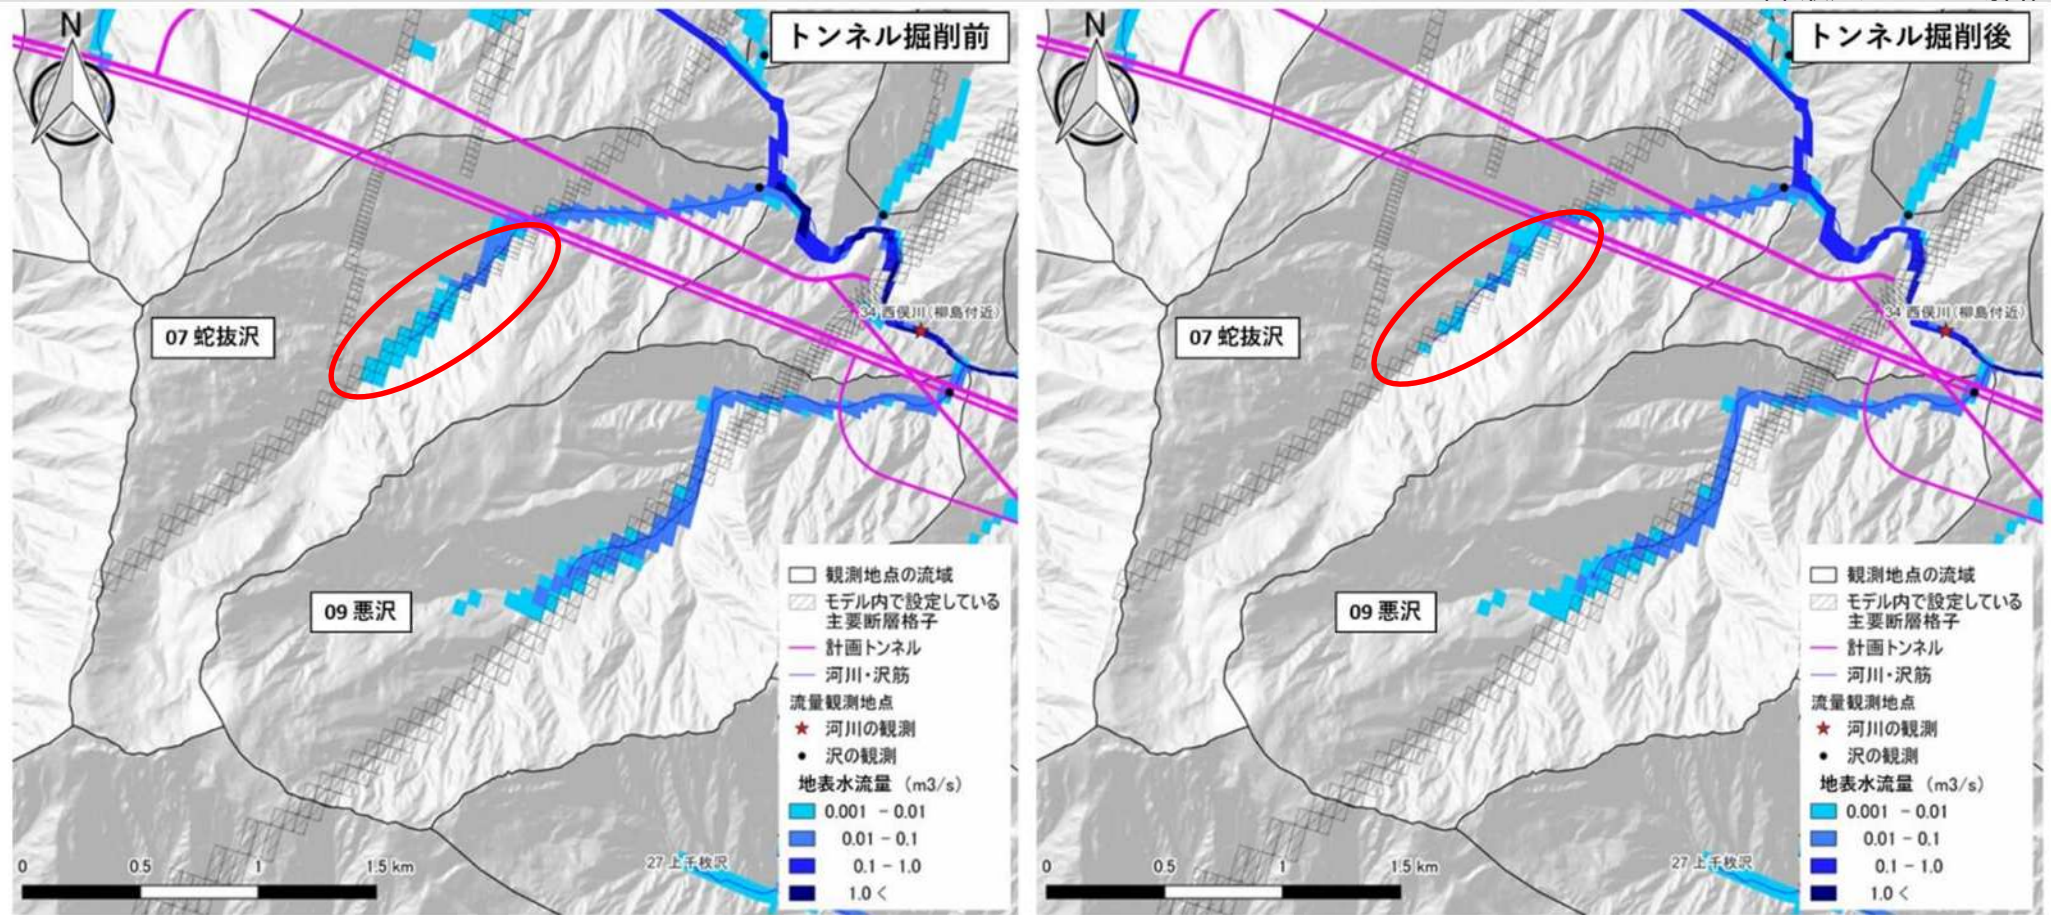 トンネル掘削前
N
07 蛇抜沢
34 西俣川(柳島付近)
09 悪沢
27 上千枚沢
観測地点の流域
モデル内で設定している
主要断層格子
計画トンネル
河川・沢筋
流量観測地点
河川の観測
沢の観測
地表水流量 (m3/s)
0.001 - 0.01
0.01 - 0.1
0.1 - 1.0
1.0 <
0 0.5 1 1.5 km
トンネル掘削後
N
07 蛇抜沢
34 西俣川(柳島付近)
09 悪沢
27 上千枚沢
観測地点の流域
モデル内で設定している
主要断層格子
計画トンネル
河川・沢筋
流量観測地点
河川の観測
沢の観測
地表水流量 (m3/s)
0.001 - 0.01
0.01 - 0.1
0.1 - 1.0
1.0 <
0 0.5 1 1.5 km